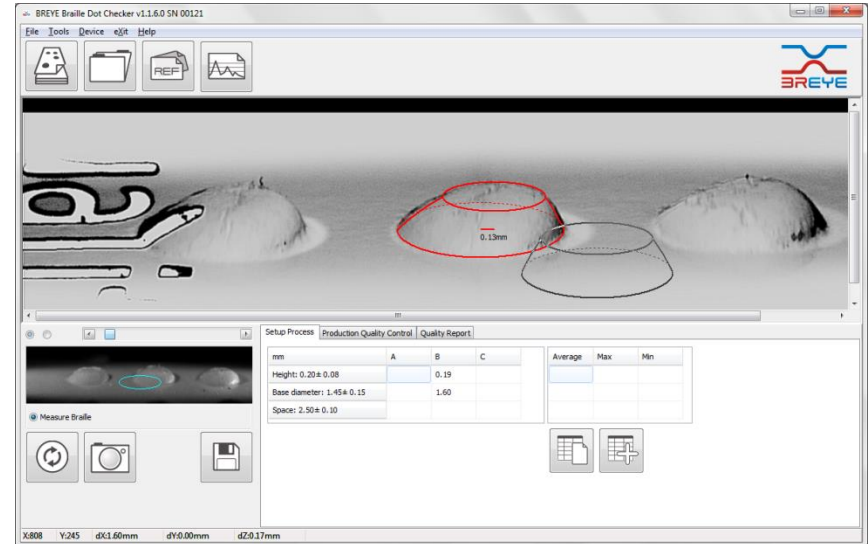 BREYE Braille Dot Checker v1.1.6.0 SN 00121
File Tools Device eXit Help
REF
BREYE
0.13mm
Setup Process Production Quality Control Quality Report
mm A B C Average Max Min
Height: 0.20± 0.08 0.19
Base diameter: 1.45± 0.15 1.60
Space: 2.50± 0.10
Measure Braille
X:808 Y:245 dX:1.60mm dY:0.00mm dZ:0.17mm